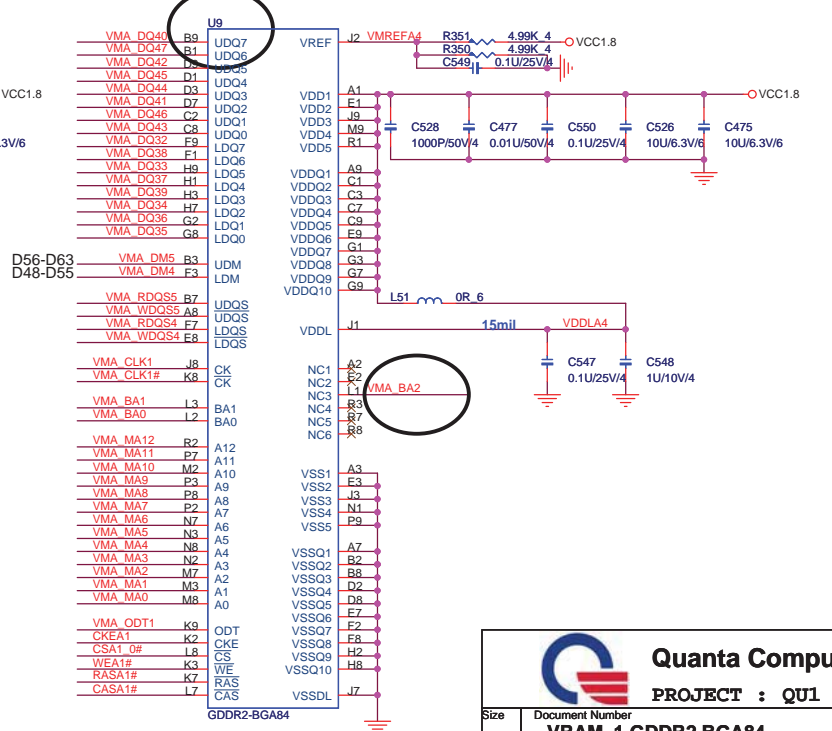 U9
VMA_DQ40 B9 UDQ7 VREF J2 VMREFA4 R351 4.99K_4 VCC1.8
VMA_DQ47 B1 UDQ6 R350 4.99K_4
VMA_DQ42 UDQ5 C549 0.1U/25V/4
VMA_DQ45 D1 UDQ4
VCC1.8 VMA_DQ44 D3 UDQ3 VDD1 A1 VCC1.8
VMA_DQ41 D7 UDQ2 VDD2 E1
VMA_DQ46 C2 UDQ1 VDD3 J9
VMA_DQ43 C8 UDQ0 VDD4 M9 C528 C477 C550 C526 C475
.3V/6 VMA_DQ32 F9 LDQ7 VDD5 R1 1000P/50V/4 0.01U/50V/4 0.1U/25V/4 10U/6.3V/6 10U/6.3V/6
VMA_DQ38 F1 LDQ6
VMA_DQ33 H9 LDQ5 VDDQ1 A9
VMA_DQ37 H1 LDQ4 VDDQ2 C1
VMA_DQ39 H3 LDQ3 VDDQ3 C3
VMA_DQ34 H7 LDQ2 VDDQ4 C7
VMA_DQ36 G2 LDQ1 VDDQ5 C9
VMA_DQ35 G8 LDQ0 VDDQ6 E9
VDDQ7 G1
D56-D63 VMA_DM5 B3 UDM VDDQ8 G3
D48-D55 VMA_DM4 F3 LDM VDDQ9 G7
VDDQ10 G9
VMA_RDQS5 B7 UDQS L51 0R_6
VMA_WDQS5 A8 UDQS
VMA_RDQS4 F7 LDQS VDDL J1 15mil VDDLA4
VMA_WDQS4 E8 LDQS
VMA_CLK1 J8 CK NC1 A2 C547 C548
VMA_CLK1# K8 CK NC2 E2 0.1U/25V/4 1U/10V/4
NC3 L1 VMA_BA2
VMA_BA1 L3 BA1 NC4 R3
VMA_BA0 L2 BA0 NC5 R7
NC6 R8
VMA_MA12 R2 A12
VMA_MA11 P7 A11
VMA_MA10 M2 A10 VSS1 A3
VMA_MA9 P3 A9 VSS2 E3
VMA_MA8 P8 A8 VSS3 J3
VMA_MA7 P2 A7 VSS4 N1
VMA_MA6 N7 A6 VSS5 P9
VMA_MA5 N3 A5
VMA_MA4 N8 A4 VSSQ1 A7
VMA_MA3 N2 A3 VSSQ2 B2
VMA_MA2 M7 A2 VSSQ3 B8
VMA_MA1 M3 A1 VSSQ4 D2
VMA_MA0 M8 A0 VSSQ5 D8
VSSQ6 E7
VMA_ODT1 K9 ODT VSSQ7 F2
CKEA1 K2 CKE VSSQ8 F8
CSA1_0# L8 CS VSSQ9 H2
WEA1# K3 WE VSSQ10 H8
RASA1# K7 RAS
CASA1# L7 CAS VSSDL J7
GDDR2-BGA84
Quanta Compu
PROJECT : QU1
Size Document Number
VRAM_1 GDDR2 BGA84